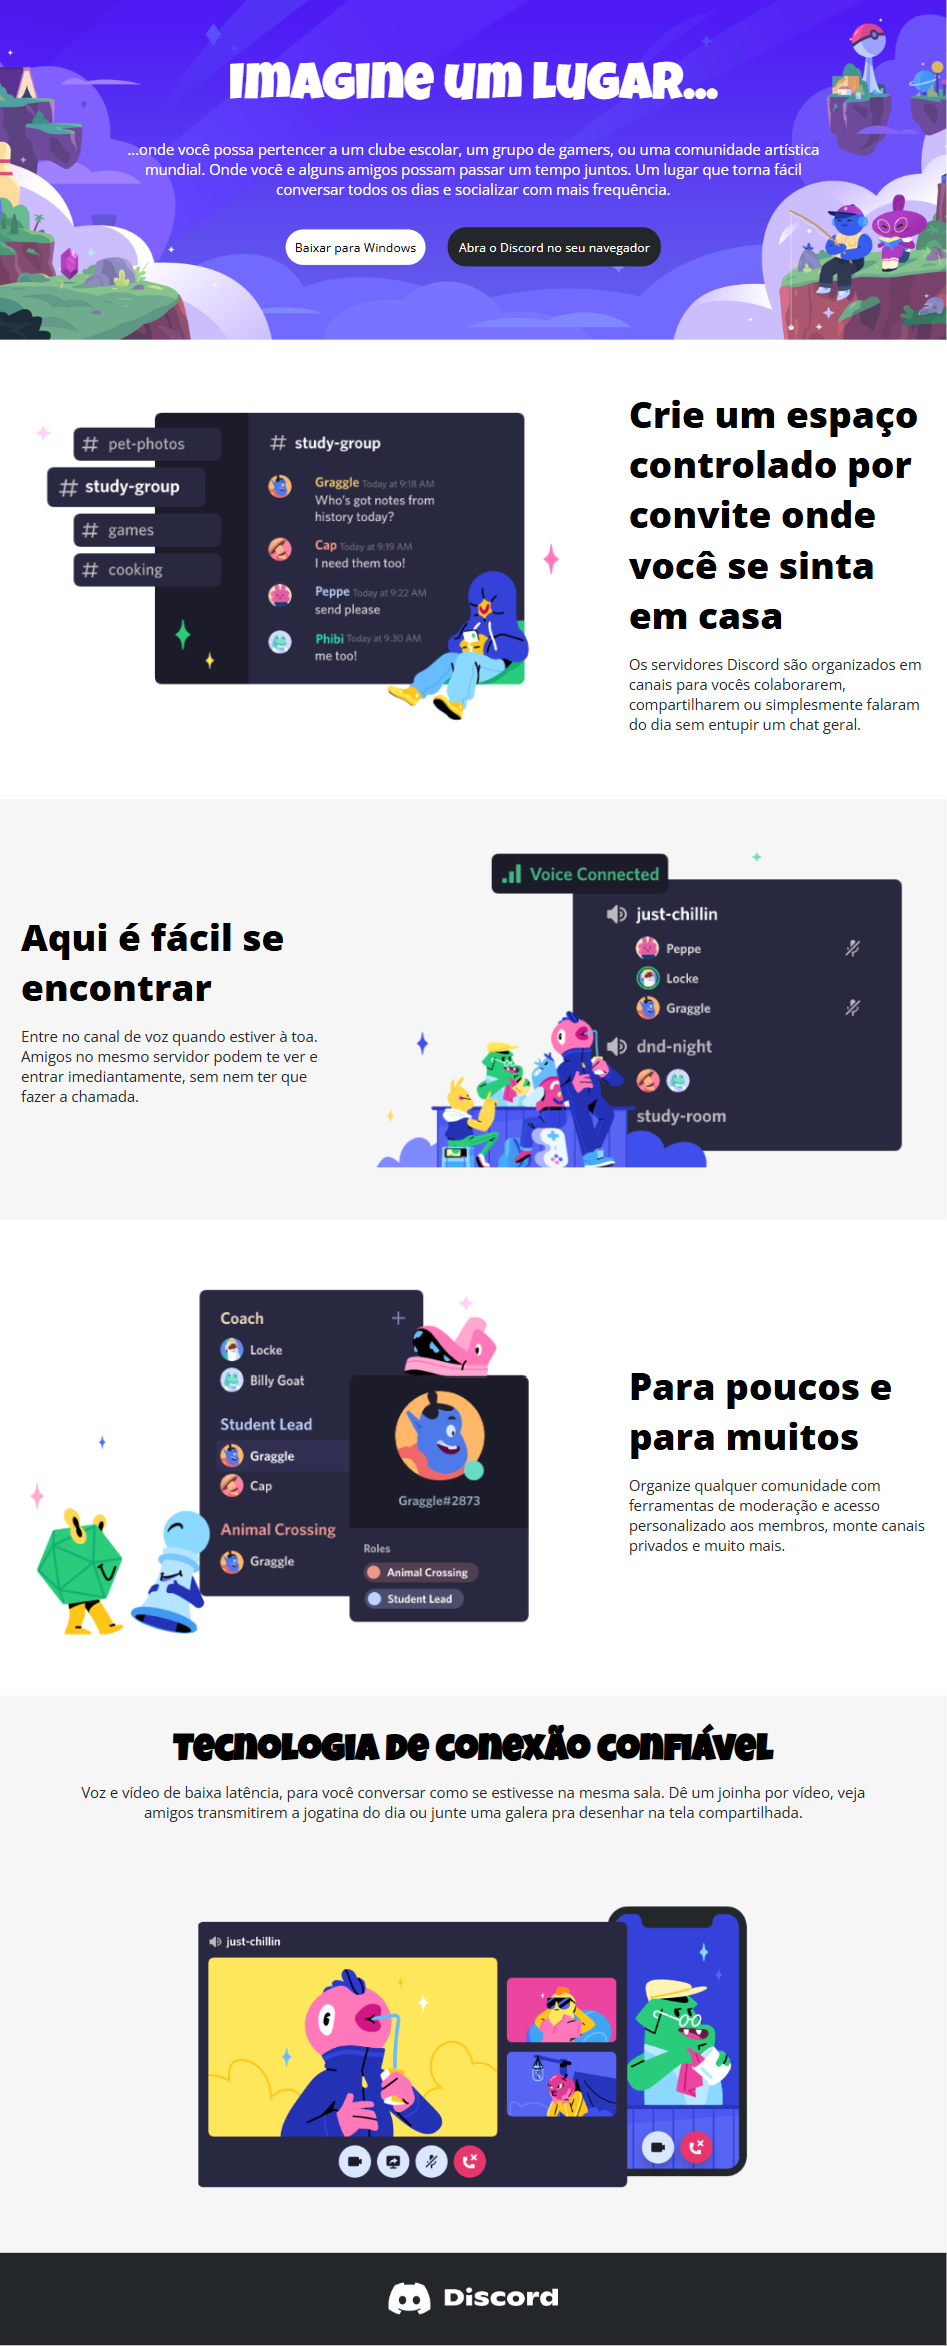 Imagine um lugar...
...onde você possa pertencer a um clube escolar, um grupo de gamers, ou uma comunidade artística
mundial. Onde você e alguns amigos possam passar um tempo juntos. Um lugar que torna fácil
conversar todos os dias e socializar com mais frequência.
Baixar para Windows
Abra o Discord no seu navegador
# pet-photos
# study-group
# games
# cooking
# study-group
Graggle Today at 9:18 AM
Who's got notes from
history today?
Cap Today at 9:19 AM
I need them too!
Peppe Today at 9:22 AM
send please
Phibi Today at 9:30 AM
me too!
Crie um espaço
controlado por
convite onde
você se sinta
em casa
Os servidores Discord são organizados em
canais para vocês colaborarem,
compartilharem ou simplesmente falaram
do dia sem entupir um chat geral.
Aqui é fácil se
encontrar
Entre no canal de voz quando estiver à toa.
Amigos no mesmo servidor podem te ver e
entrar imediantamente, sem nem ter que
fazer a chamada.
Voice Connected
just-chillin
Peppe
Locke
Graggle
dnd-night
study-room
Coach
Locke
Billy Goat
Student Lead
Graggle
Cap
Animal Crossing
Graggle
Graggle#2873
Roles
Animal Crossing
Student Lead
Para poucos e
para muitos
Organize qualquer comunidade com
ferramentas de moderação e acesso
personalizado aos membros, monte canais
privados e muito mais.
Tecnologia de conexão confiável
Voz e vídeo de baixa latência, para você conversar como se estivesse na mesma sala. Dê um joinha por vídeo, veja
amigos transmitirem a jogatina do dia ou junte uma galera pra desenhar na tela compartilhada.
just-chillin
Discord